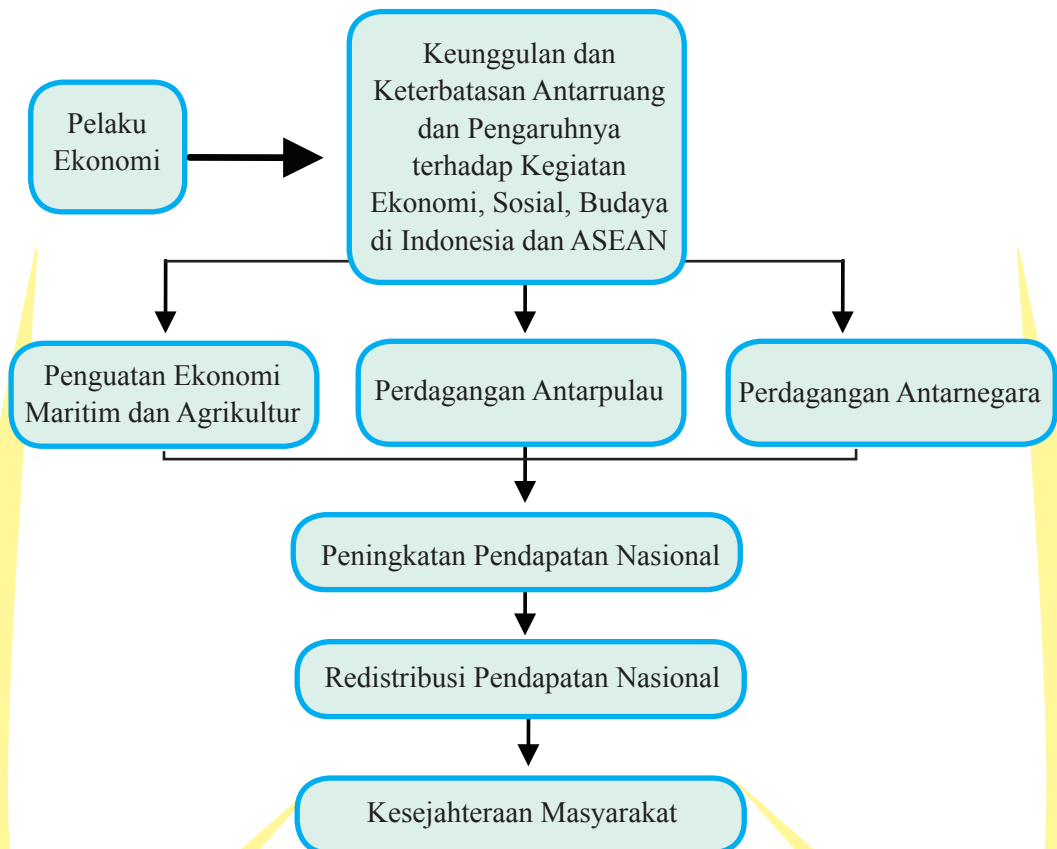 Pelaku
Ekonomi
Keunggulan dan
Keterbatasan Antarruang
dan Pengaruhnya
terhadap Kegiatan
Ekonomi, Sosial, Budaya
di Indonesia dan ASEAN
Penguatan Ekonomi
Maritim dan Agrikultur
Perdagangan Antarpulau
Perdagangan Antarnegara
Peningkatan Pendapatan Nasional
Redistribusi Pendapatan Nasional
Kesejahteraan Masyarakat